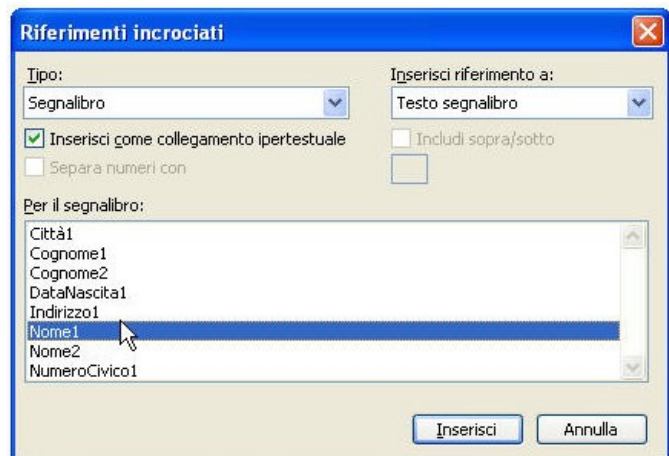 Riferimenti incrociati
Tipo:
Inserisci riferimento a:
Segnalibro
Testo segnalibro
Inserisci come collegamento ipertestuale
Includi sopra/sotto
Separa numeri con
Per il segnalibro:
Città1
Cognome1
Cognome2
DataNascita1
Indirizzo1
Nome1
Nome2
NumeroCivico1
Inserisci
Annulla